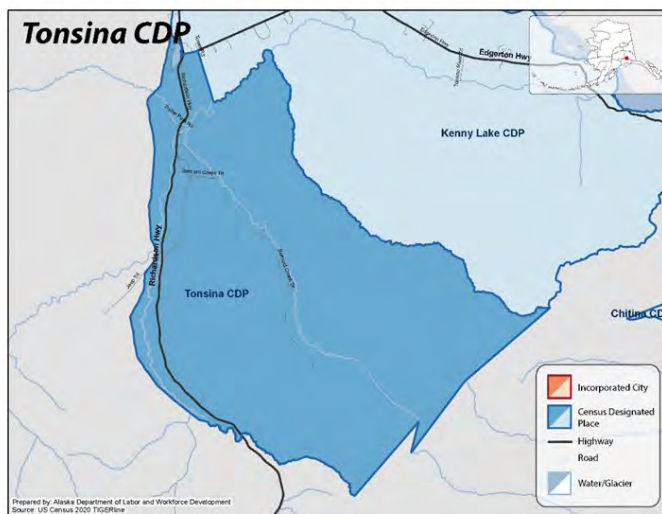 Tonsina CDP
Edgerton Hwy
Kenny Lake CDP
Richardson Hwy
Tonsina CDP
Chitina CD
Incorporated City
Census Designated
Place
Highway
Road
Water/Glacier
Prepared by: Alaska Department of Labor and Workforce Development
Source: US Census 2020 TIGERline